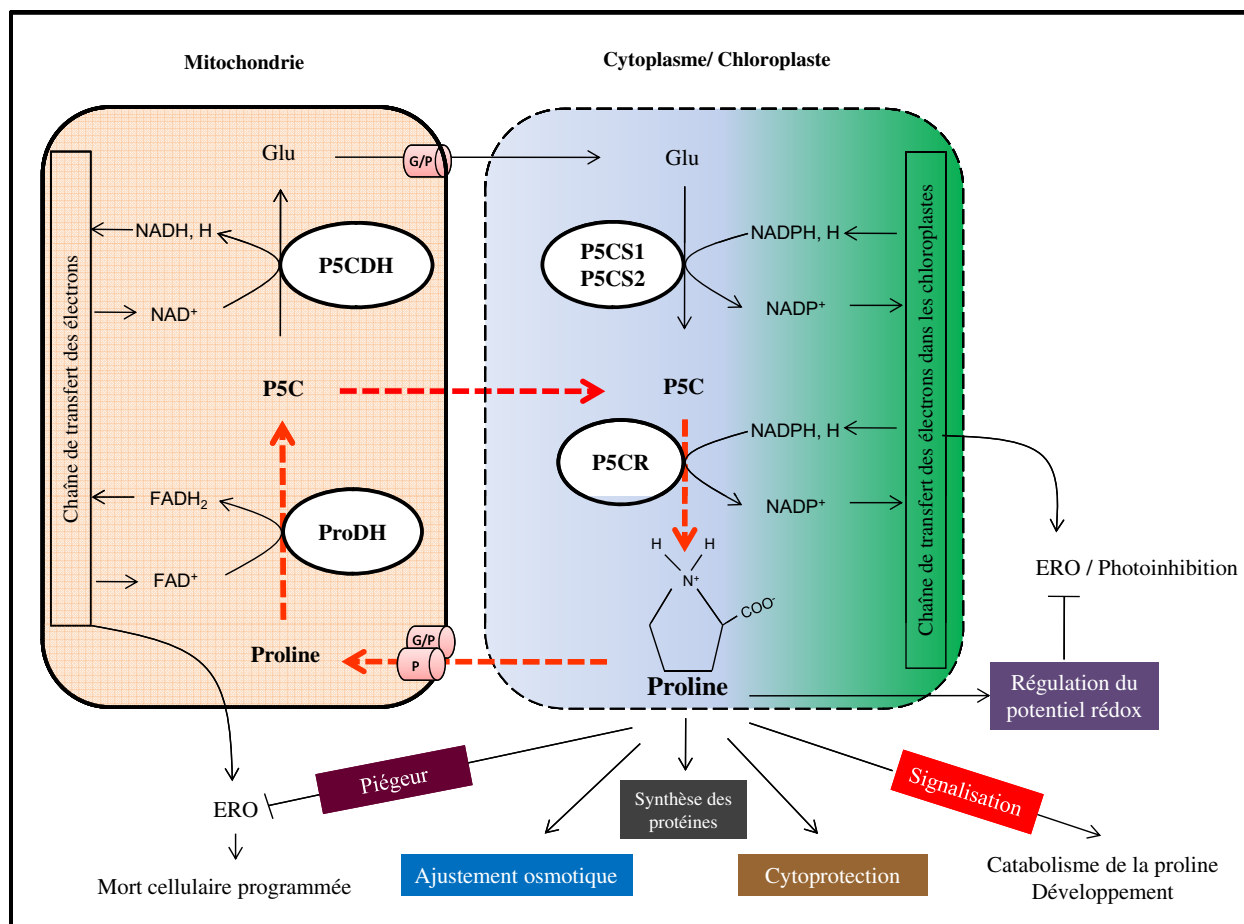 Mitochondrie
Cytoplasme/ Chloroplaste
Chaîne de transfert des électrons
Glu
G/P
NADH, H
P5CDH
NAD⁺
P5C
FADH₂
ProDH
FAD⁺
Proline
G/P
P
Glu
P5CS1
P5CS2
NADPH, H
NADP⁺
P5C
P5CR
NADPH, H
NADP⁺
H H
N⁺
COO⁻
Proline
Chaîne de transfert des électrons dans les chloroplastes
ERO / Photoinhibition
Régulation du
potentiel rédox
Piégeur
ERO
Mort cellulaire programmée
Ajustement osmotique
Synthèse des
protéines
Cytoprotection
Signalisation
Catabolisme de la proline
Développement